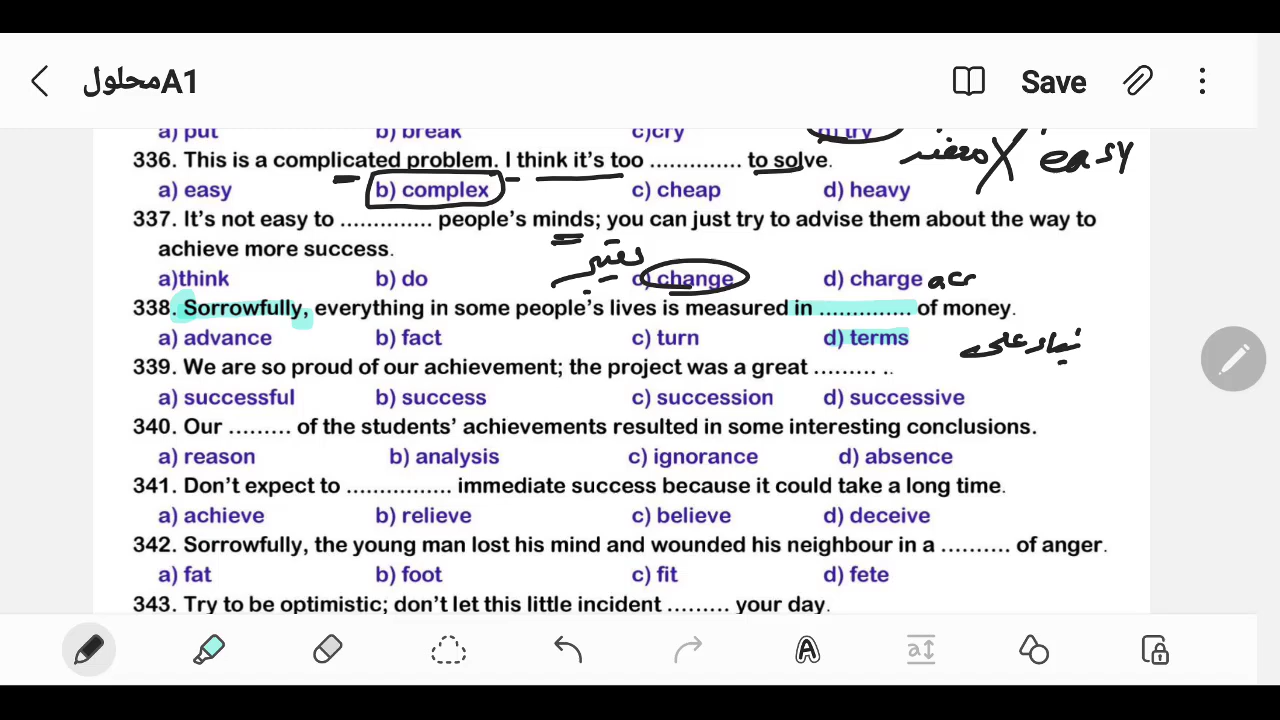 محلولA1
Save
a) put b) break c)cry d) try
336. This is a complicated problem. I think it's too .............. to solve.
easy
a) easy b) complex c) cheap d) heavy
337. It's not easy to .............. people's minds; you can just try to advise them about the way to
achieve more success.
a)think b) do c) change d) charge
338. Sorrowfully, everything in some people's lives is measured in .............. of money.
a) advance b) fact c) turn d) terms
339. We are so proud of our achievement; the project was a great ......... ..
a) successful b) success c) succession d) successive
340. Our ......... of the students' achievements resulted in some interesting conclusions.
a) reason b) analysis c) ignorance d) absence
341. Don't expect to ................ immediate success because it could take a long time.
a) achieve b) relieve c) believe d) deceive
342. Sorrowfully, the young man lost his mind and wounded his neighbour in a .......... of anger.
a) fat b) foot c) fit d) fete
343. Try to be optimistic; don't let this little incident ......... your day.